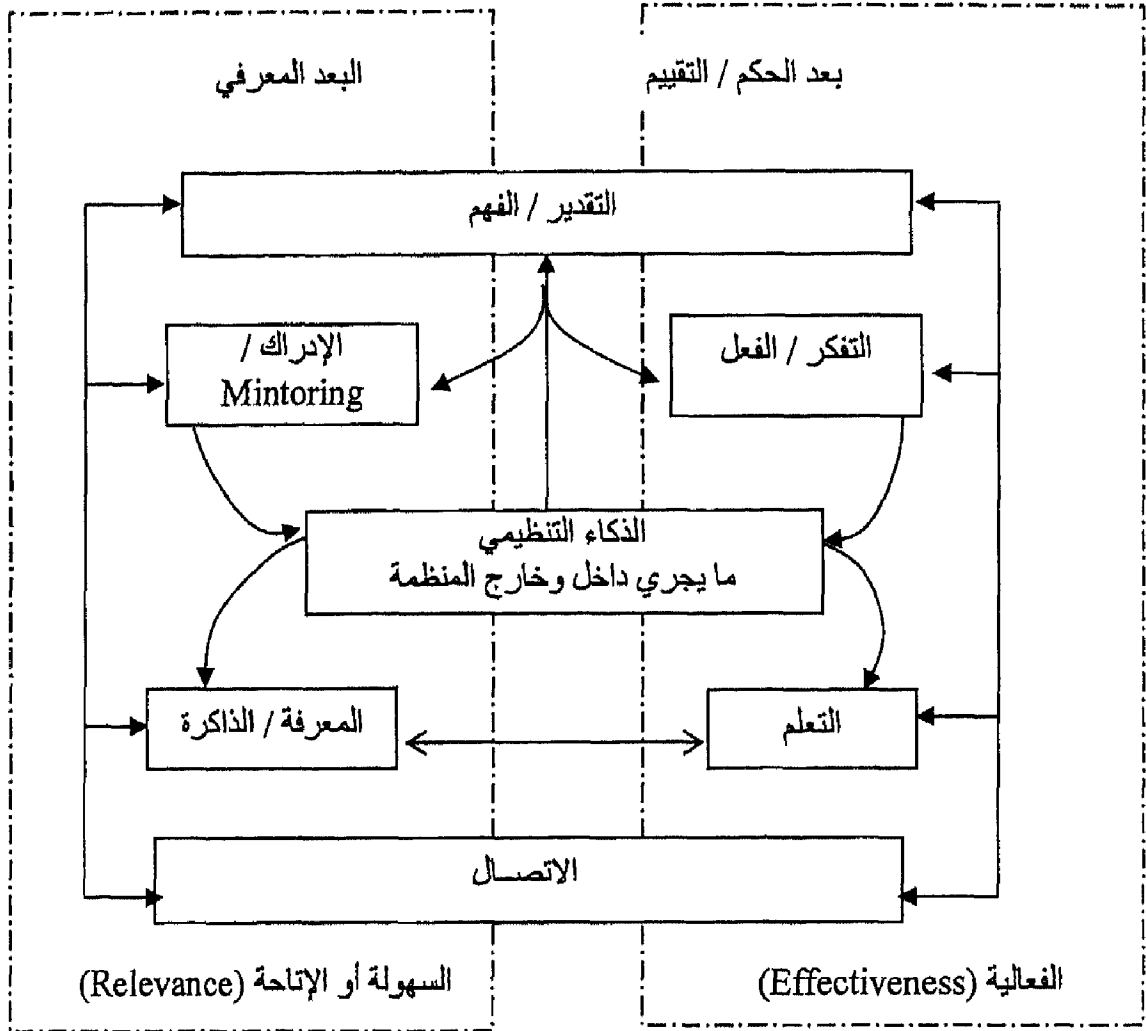 بعد الحكم / التقييم
البعد المعرفي
التقدير / الفهم
التفكر / الفعل
الإدراك /
Mintoring
الذكاء التنظيمي
ما يجري داخل وخارج المنظمة
التعلم
المعرفة / الذاكرة
الاتصال
الفعالية (Effectiveness)
السهولة أو الإتاحة (Relevance)